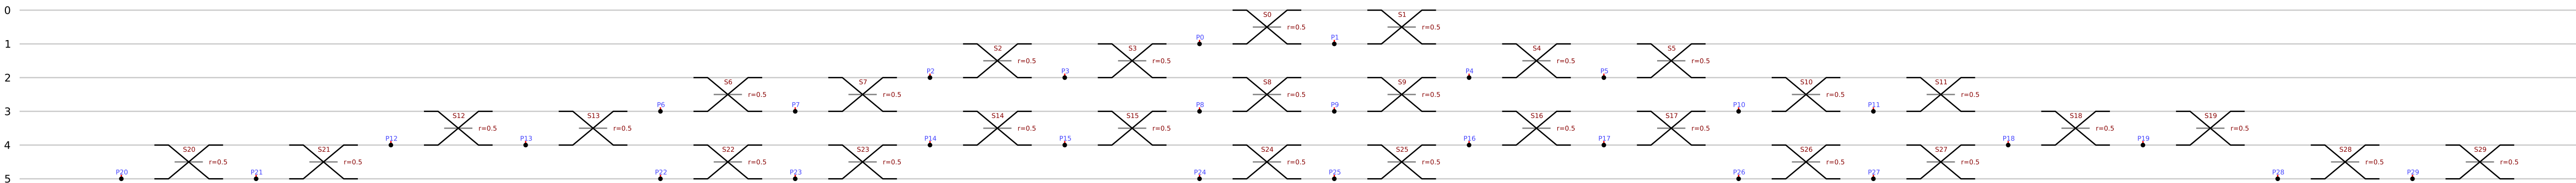 0
S0 S1
r=0.5 r=0.5
P0 P1
1
S2 S3 S4 S5
r=0.5 r=0.5 r=0.5 r=0.5
P2 P3 P4 P5
2
S6 S7 S8 S9 S10 S11
r=0.5 r=0.5 r=0.5 r=0.5 r=0.5 r=0.5
P6 P7 P8 P9 P10 P11
3
S12 S13 S14 S15 S16 S17 S18 S19
r=0.5 r=0.5 r=0.5 r=0.5 r=0.5 r=0.5 r=0.5 r=0.5
P12 P13 P14 P15 P16 P17 P18 P19
4
S20 S21 S22 S23 S24 S25 S26 S27 S28 S29
r=0.5 r=0.5 r=0.5 r=0.5 r=0.5 r=0.5 r=0.5 r=0.5 r=0.5 r=0.5
P20 P21 P22 P23 P24 P25 P26 P27 P28 P29
5